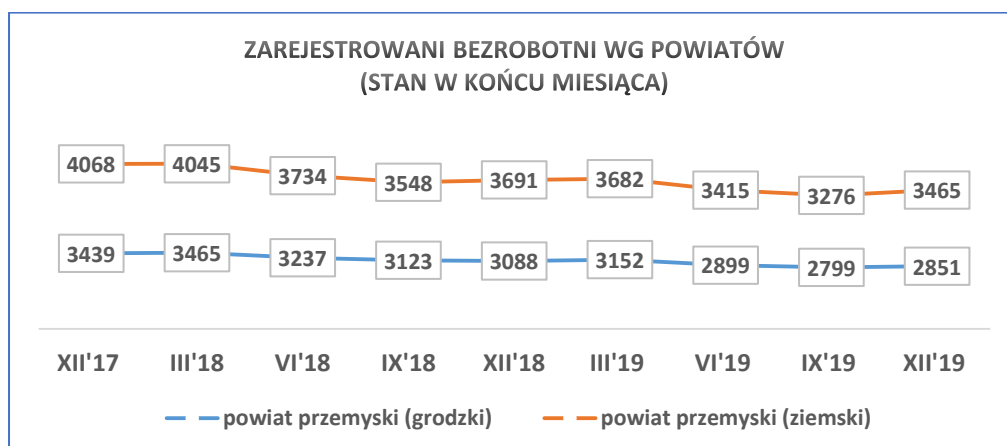 ZAREJESTROWANI BEZROBOTNI WG POWIATÓW
(STAN W KOŃCU MIESIĄCA)
4068 4045 3734 3548 3691 3682 3415 3276 3465
3439 3465 3237 3123 3088 3152 2899 2799 2851
XII'17 III'18 VI'18 IX'18 XII'18 III'19 VI'19 IX'19 XII'19
powiat przemyski (grodzki) powiat przemyski (ziemski)